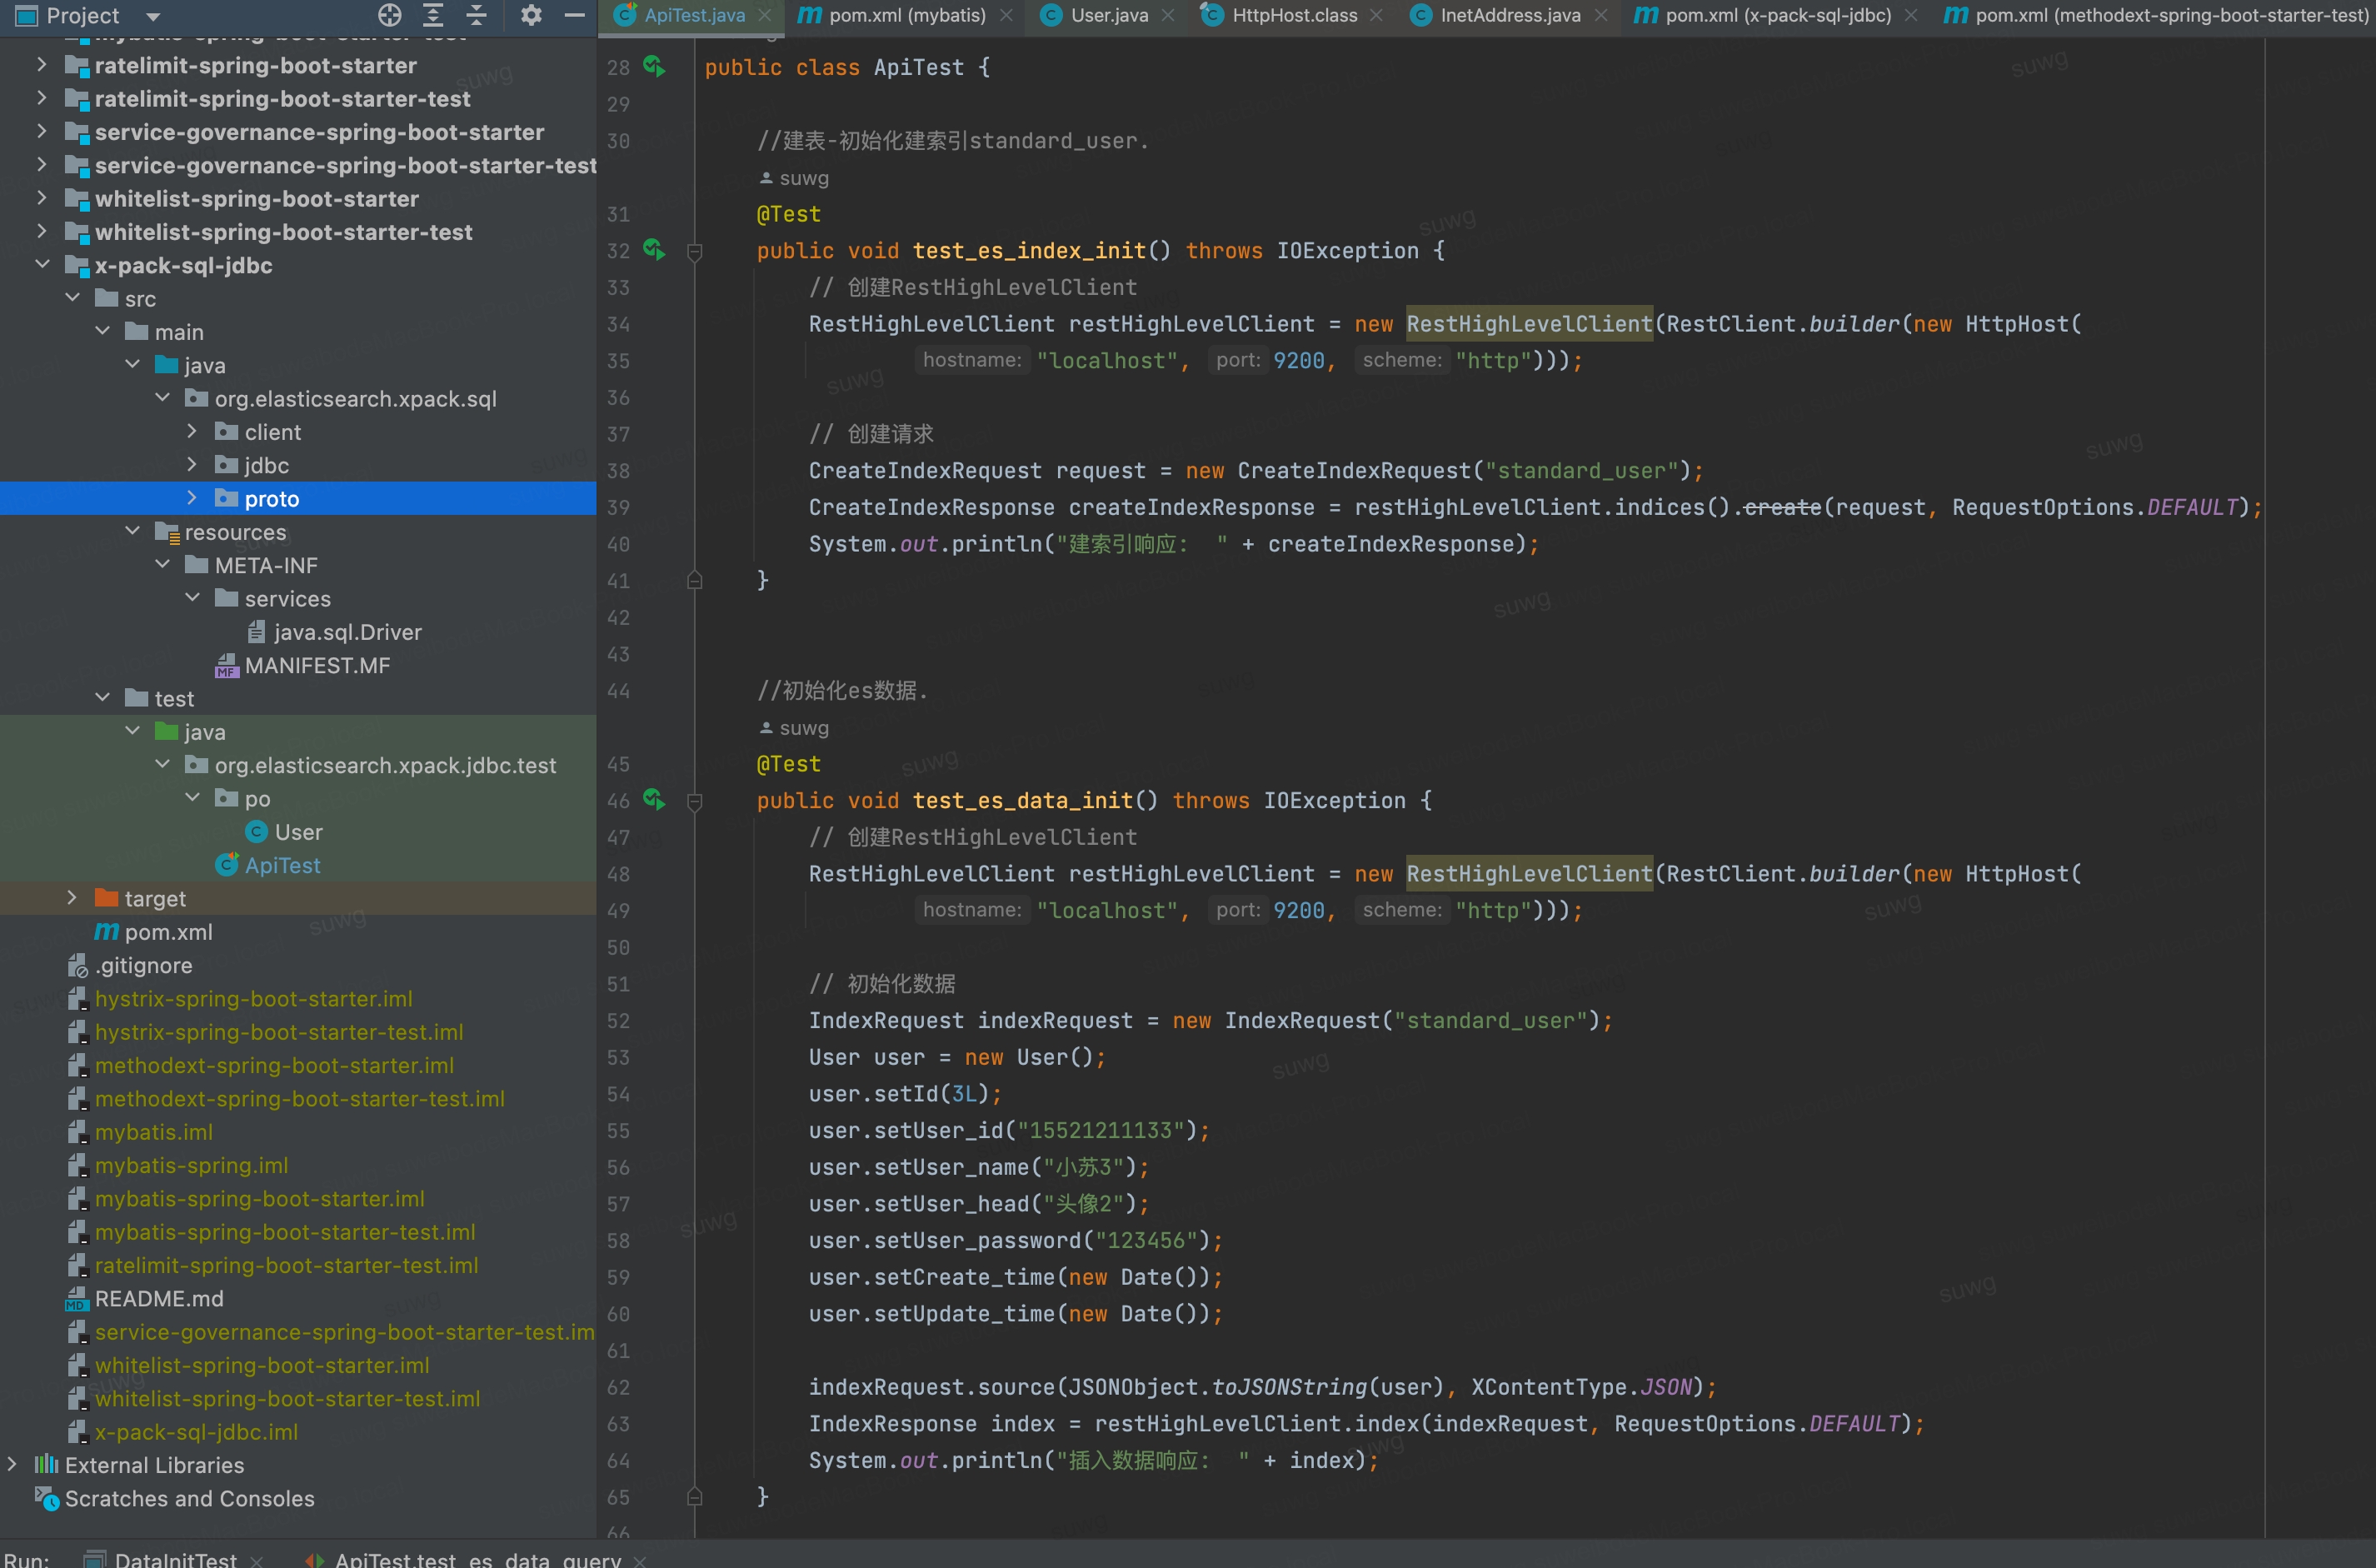 Project
ratelimit-spring-boot-starter
ratelimit-spring-boot-starter-test
service-governance-spring-boot-starter
service-governance-spring-boot-starter-test
whitelist-spring-boot-starter
whitelist-spring-boot-starter-test
x-pack-sql-jdbc
src
main
java
org.elasticsearch.xpack.sql
client
jdbc
proto
resources
META-INF
services
java.sql.Driver
MANIFEST.MF
test
java
org.elasticsearch.xpack.jdbc.test
po
User
ApiTest
target
pom.xml
.gitignore
hystrix-spring-boot-starter.iml
hystrix-spring-boot-starter-test.iml
methodext-spring-boot-starter.iml
methodext-spring-boot-starter-test.iml
mybatis.iml
mybatis-spring.iml
mybatis-spring-boot-starter.iml
mybatis-spring-boot-starter-test.iml
ratelimit-spring-boot-starter-test.iml
README.md
service-governance-spring-boot-starter-test.im
whitelist-spring-boot-starter.iml
whitelist-spring-boot-starter-test.iml
x-pack-sql-jdbc.iml
External Libraries
Scratches and Consoles
ApiTest.java pom.xml (mybatis) User.java HttpHost.class InetAddress.java pom.xml (x-pack-sql-jdbc) pom.xml (methodext-spring-boot-starter-test)
28 public class ApiTest {
29
30 //建表-初始化建索引standard_user.
suwg
31 @Test
32 public void test_es_index_init() throws IOException {
33 // 创建RestHighLevelClient
34 RestHighLevelClient restHighLevelClient = new RestHighLevelClient(RestClient.builder(new HttpHost(
35 hostname: "localhost", port: 9200, scheme: "http")));
36
37 // 创建请求
38 CreateIndexRequest request = new CreateIndexRequest("standard_user");
39 CreateIndexResponse createIndexResponse = restHighLevelClient.indices().create(request, RequestOptions.DEFAULT);
40 System.out.println("建索引响应： " + createIndexResponse);
41 }
42
43
44 //初始化es数据.
suwg
45 @Test
46 public void test_es_data_init() throws IOException {
47 // 创建RestHighLevelClient
48 RestHighLevelClient restHighLevelClient = new RestHighLevelClient(RestClient.builder(new HttpHost(
49 hostname: "localhost", port: 9200, scheme: "http")));
50
51 // 初始化数据
52 IndexRequest indexRequest = new IndexRequest("standard_user");
53 User user = new User();
54 user.setId(3L);
55 user.setUser_id("15521211133");
56 user.setUser_name("小苏3");
57 user.setUser_head("头像2");
58 user.setUser_password("123456");
59 user.setCreate_time(new Date());
60 user.setUpdate_time(new Date());
61
62 indexRequest.source(JSONObject.toJSONString(user), XContentType.JSON);
63 IndexResponse index = restHighLevelClient.index(indexRequest, RequestOptions.DEFAULT);
64 System.out.println("插入数据响应： " + index);
65 }
66
Run: DataInitTest ApiTest.test_es_data_query